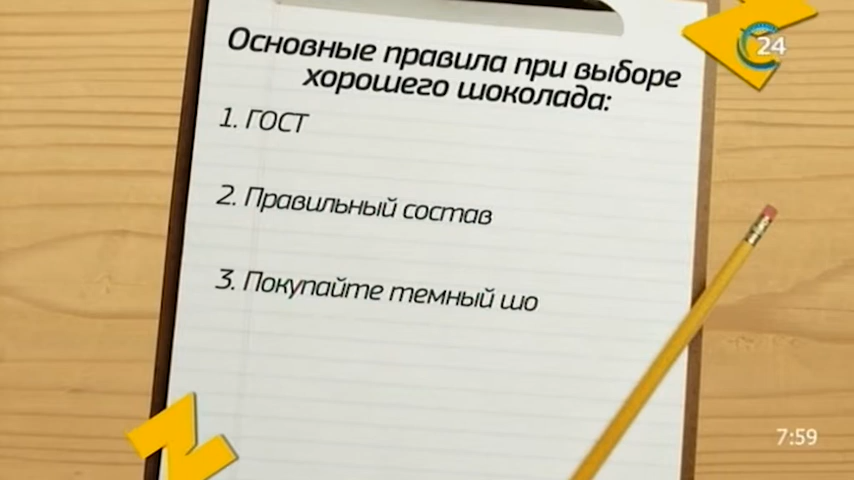 24
Основные правила при выборе
хорошего шоколада:
1. ГОСТ
2. Правильный состав
3. Покупайте темный шо
7:59